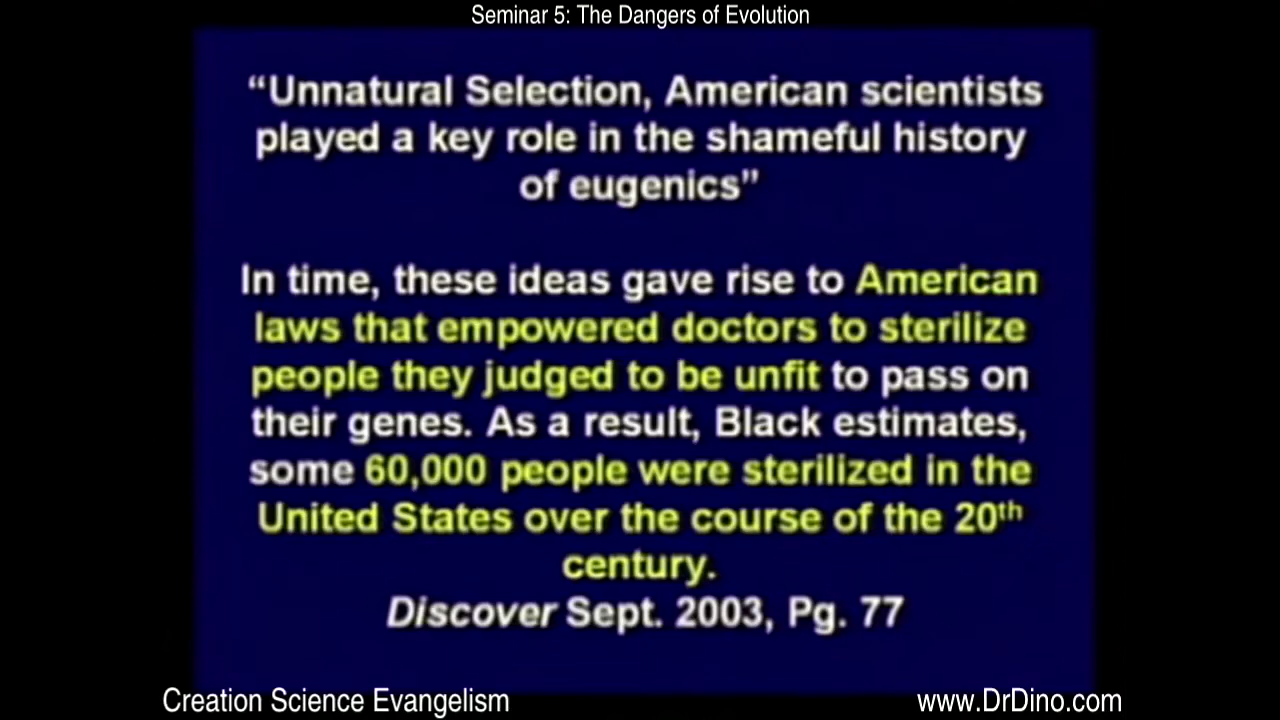 Seminar 5: The Dangers of Evolution
“Unnatural Selection, American scientists
played a key role in the shameful history
of eugenics”
In time, these ideas gave rise to American
laws that empowered doctors to sterilize
people they judged to be unfit to pass on
their genes. As a result, Black estimates,
some 60,000 people were sterilized in the
United States over the course of the 20th
century.
Discover Sept. 2003, Pg. 77
Creation Science Evangelism
www.DrDino.com